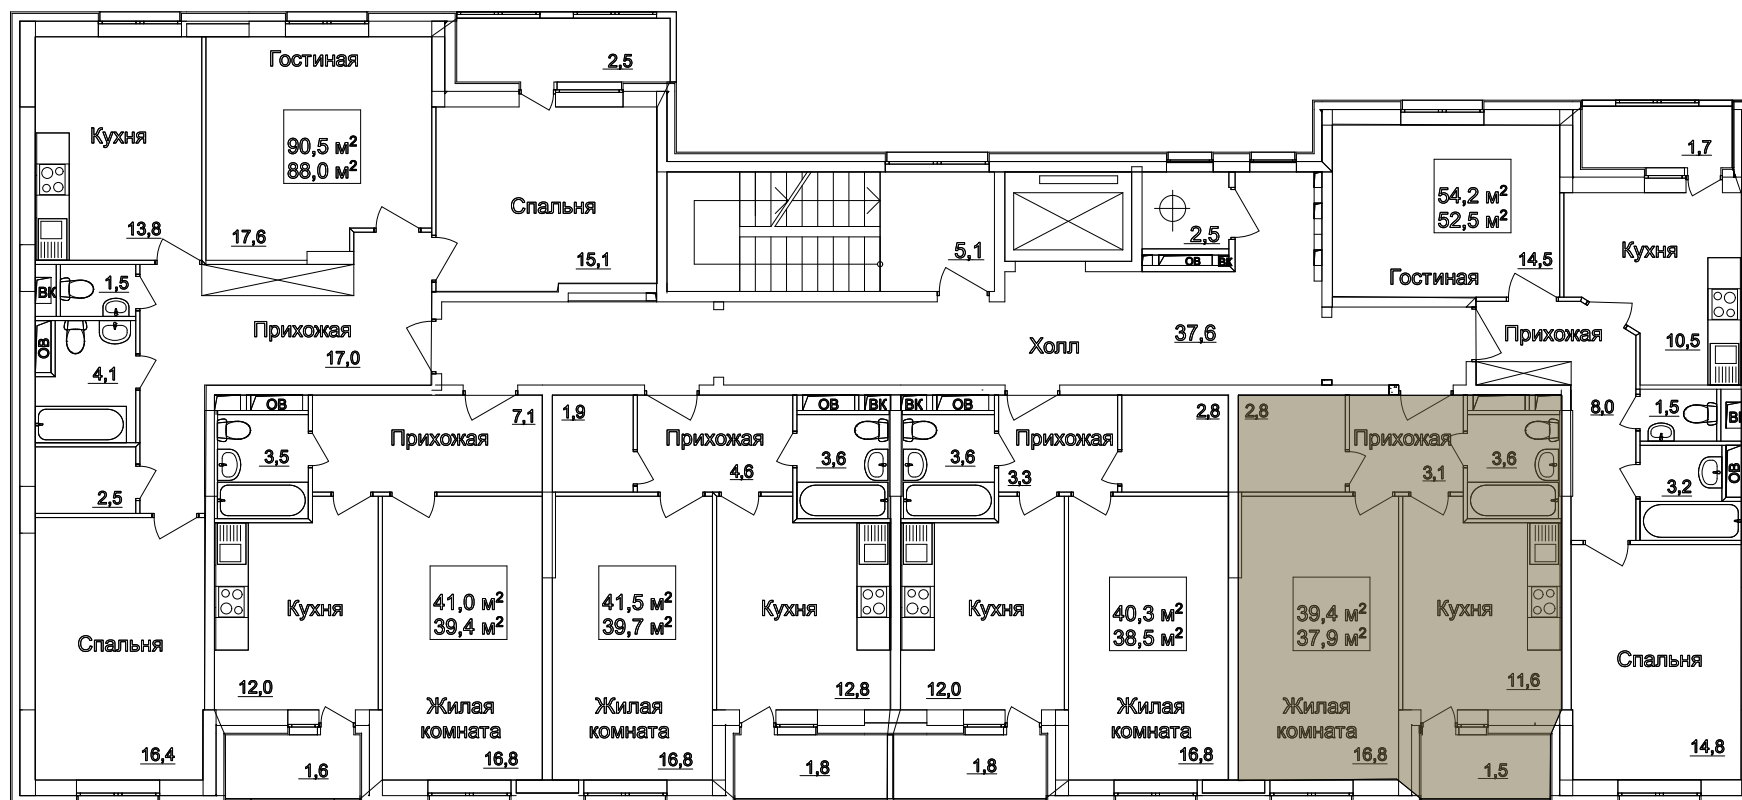 Гостиная
2,5
Кухня
90,5 м²
88,0 м²
1,7
54,2 м²
52,5 м²
Спальня
13,8
17,6
15,1
5,1
2,5
ОВ
ВК
Кухня
14,5
Гостиная
ВК
1,5
Прихожая
17,0
ОВ
4,1
Холл
37,6
Прихожая
10,5
2,5
ОВ
7,1
Прихожая
3,5
1,9
Прихожая
4,6
ОВ
ВК
3,6
ВК
ОВ
3,6
Прихожая
3,3
2,8
2,8
Прихожая
3,1
3,6
8,0
1,5
ВК
3,2
ОВ
Спальня
16,4
Кухня
12,0
41,0 м²
39,4 м²
Жилая
комната
16,8
1,6
41,5 м²
39,7 м²
Жилая
комната
16,8
Кухня
12,8
1,8
Кухня
12,0
1,8
40,3 м²
38,5 м²
Жилая
комната
16,8
39,4 м²
37,9 м²
Жилая
комната
16,8
Кухня
11,6
1,5
Спальня
14,8